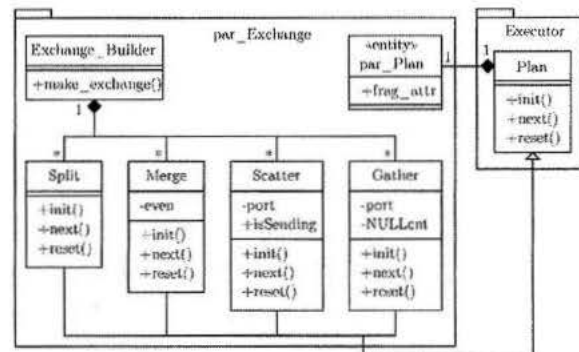 par_Exchange
Exchange_Builder
+make_exchange()
1
«entity»
par_Plan
+frag_attr
1
1
Executor
Plan
+init()
+next()
+reset()
*
*
*
*
Split
+init()
+next()
+reset()
Merge
-even
+init()
+next()
+reset()
Scatter
-port
+isSending
+init()
+next()
+reset()
Gather
-port
-NULLcnt
+init()
+next()
+reset()